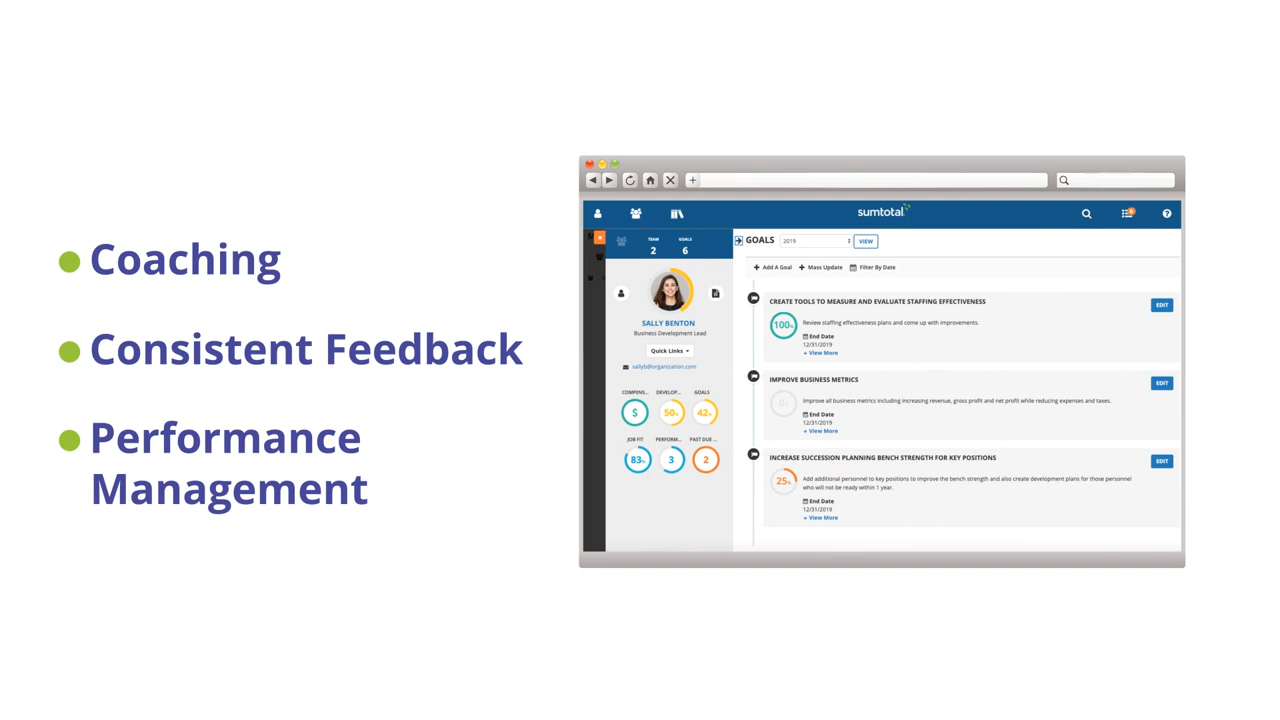 Coaching
Consistent Feedback
Performance
Management
sumtotal
TEAM
GOALS
2
6
SALLY BENTON
Business Development Lead
Quick Links
sallyb@organization.com
COMPENS... DEVELOP... GOALS
$ 50% 42%
JOB FIT PERFORM... PAST DUE ...
83% 3 2
GOALS 2019 VIEW
+ Add A Goal + Mass Update Filter By Date
CREATE TOOLS TO MEASURE AND EVALUATE STAFFING EFFECTIVENESS
EDIT
100%
Review staffing effectiveness plans and come up with improvements.
End Date
12/31/2019
+ View More
IMPROVE BUSINESS METRICS
EDIT
0%
Improve all business metrics including increasing revenue, gross profit and net profit while reducing expenses and taxes.
End Date
12/31/2019
+ View More
INCREASE SUCCESSION PLANNING BENCH STRENGTH FOR KEY POSITIONS
EDIT
25%
Add additional personnel to key positions to improve the bench strength and also create development plans for those personnel
who will not be ready within 1 year.
End Date
12/31/2019
+ View More